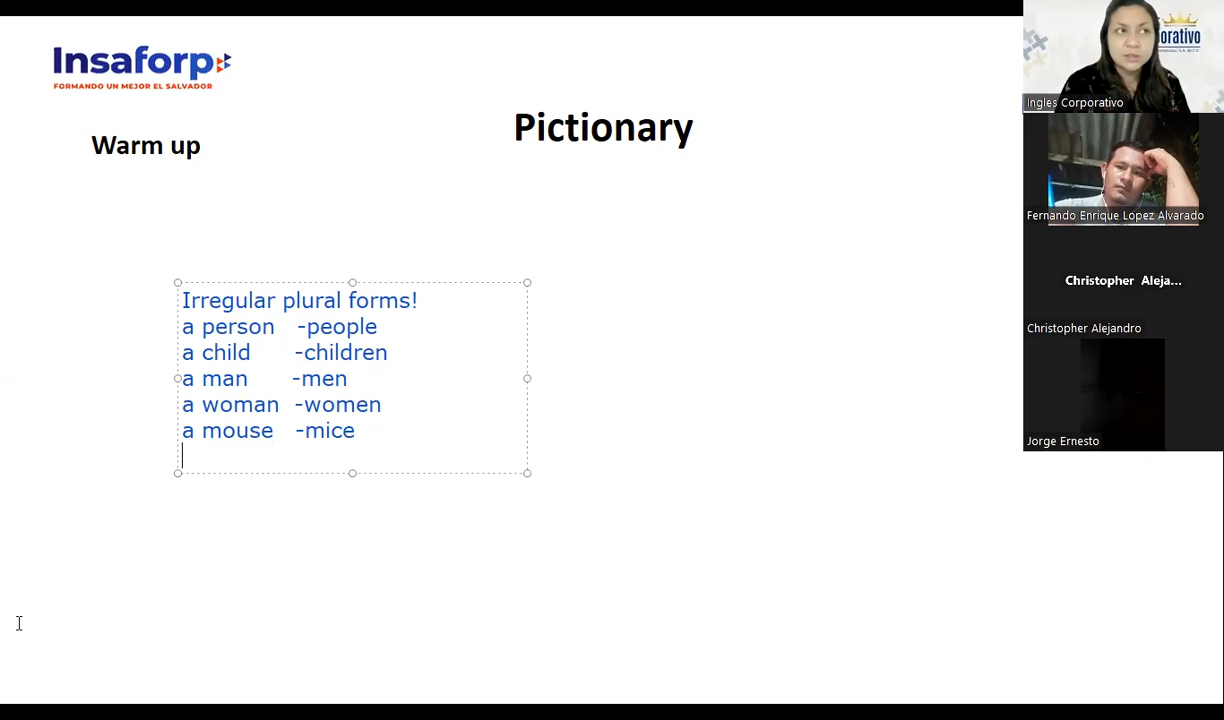 Insaforp
FORMANDO UN MEJOR EL SALVADOR
Warm up
Pictionary
Irregular plural forms!
a person -people
a child -children
a man -men
a woman -women
a mouse -mice
orativo
Ingles Corporativo
Fernando Enrique Lopez Alvarado
Christopher Aleja...
Christopher Alejandro
Jorge Ernesto